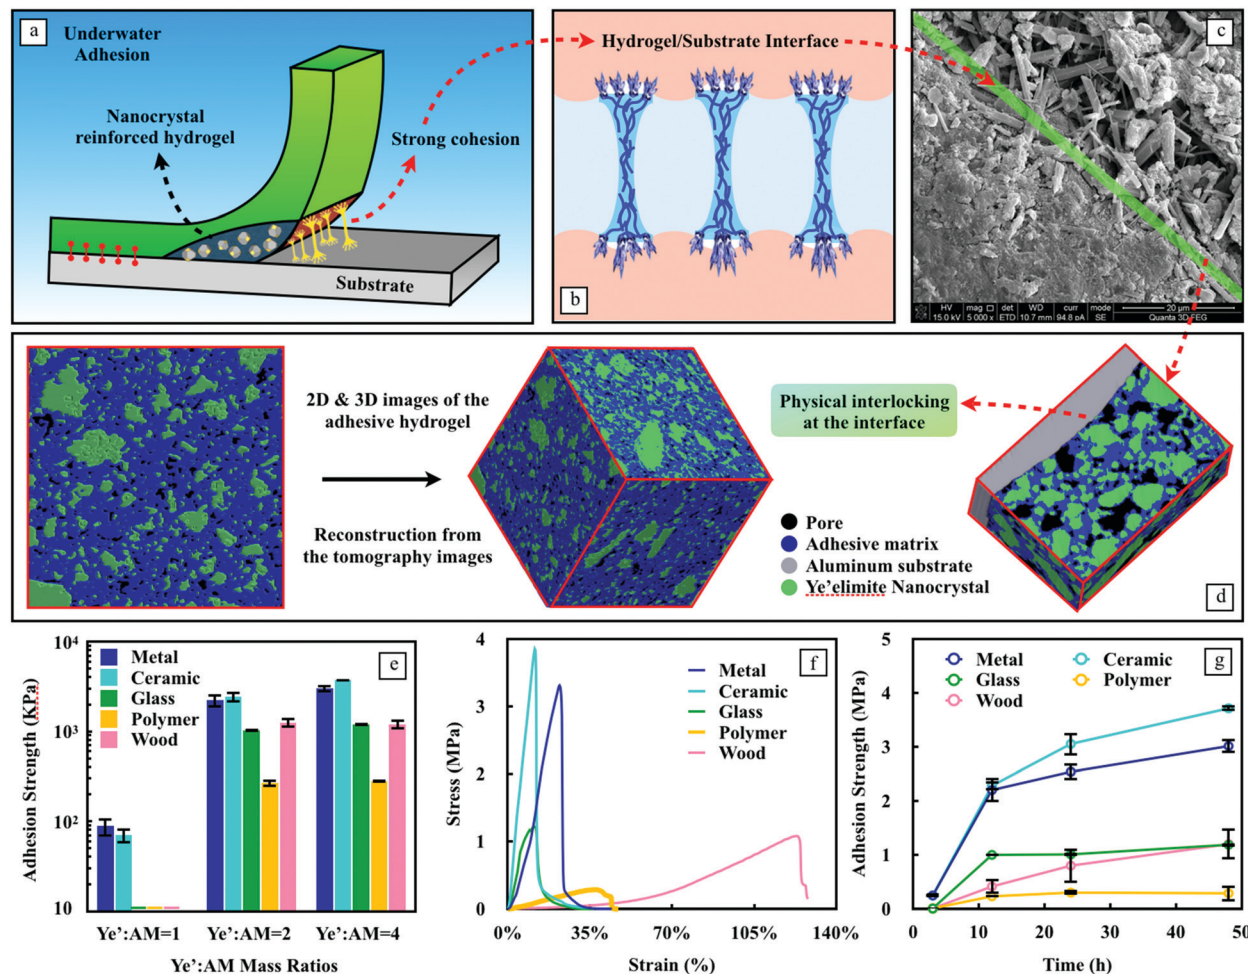 a
Underwater
Adhesion
Nanocrystal
reinforced hydrogel
Strong cohesion
Substrate
Hydrogel/Substrate Interface
b
c
HV
mag
det
WD
curr
mode
20 µm
15.0 kV
5 000 x
ETD
10.7 mm
94.8 pA
SE
Quanta 3D FEG
2D & 3D images of the
adhesive hydrogel
Reconstruction from
the tomography images
Physical interlocking
at the interface
Pore
Adhesive matrix
Aluminum substrate
Ye’elimite Nanocrystal
d
Adhesion Strength (KPa)
10⁴
10³
10²
10
Metal
Ceramic
Glass
Polymer
Wood
e
Ye’:AM=1
Ye’:AM=2
Ye’:AM=4
Ye’:AM Mass Ratios
Stress (MPa)
4
3
2
1
0
Metal
Ceramic
Glass
Polymer
Wood
f
0%
35%
70%
105%
140%
Strain (%)
Adhesion Strength (MPa)
5
4
3
2
1
0
Metal
Ceramic
Glass
Polymer
Wood
g
0
10
20
30
40
50
Time (h)